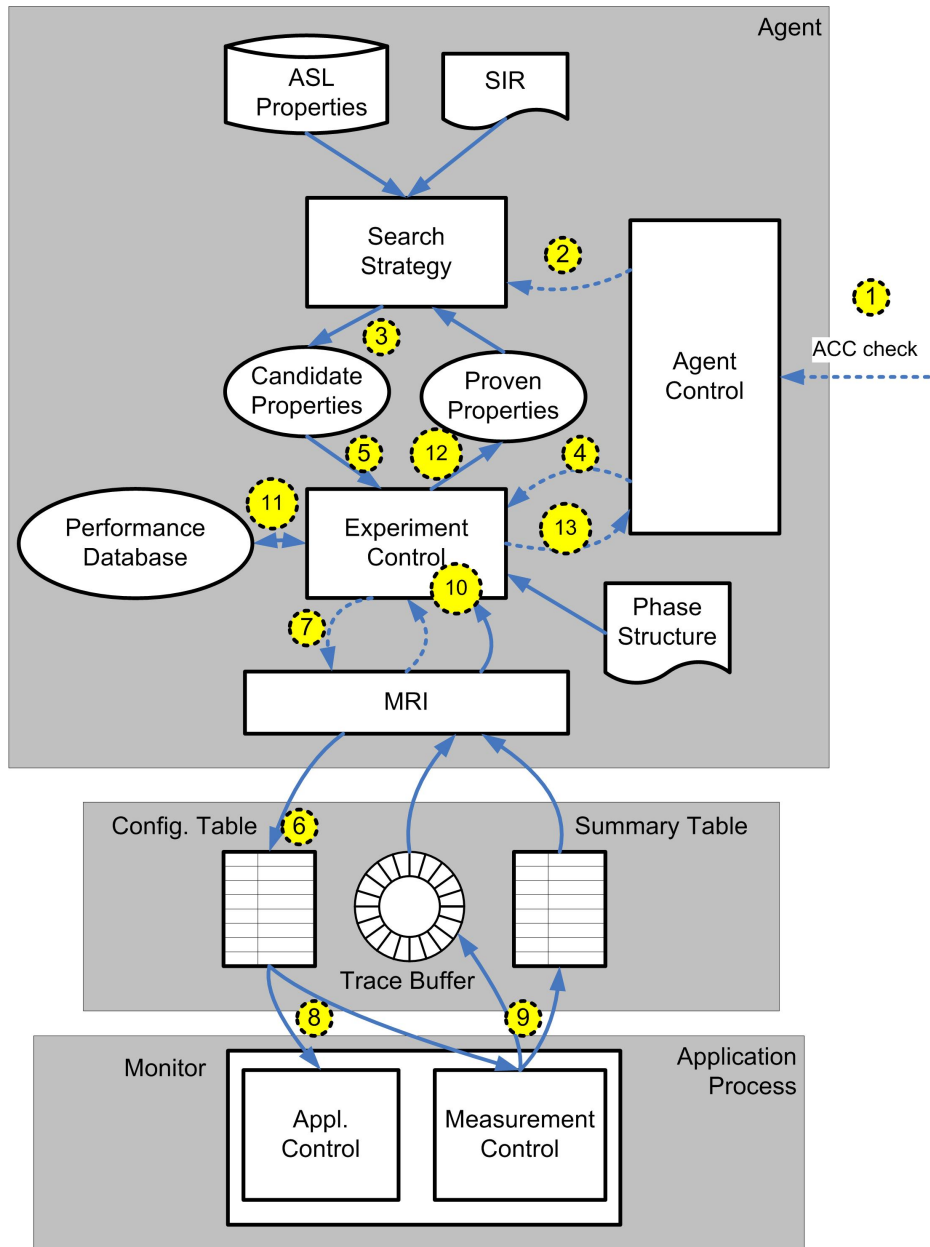 Agent
ASL
Properties
SIR
Search
Strategy
2
1
ACC check
3
Agent
Control
Candidate
Properties
Proven
Properties
5
12
4
11
Performance
Database
Experiment
Control
13
10
Phase
Structure
7
MRI
Config. Table
6
Summary Table
Trace Buffer
8
9
Monitor
Application
Process
Appl.
Control
Measurement
Control